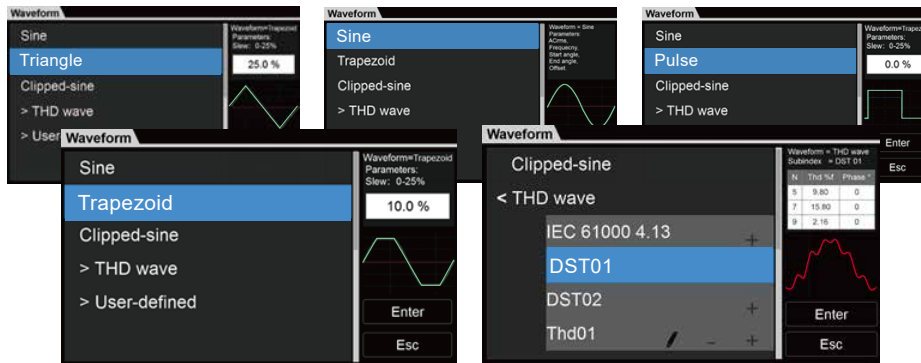 Waveform
Sine
Triangle
Clipped-sine
> THD wave
> User
Waveform=Trapezoid
Parameters:
Slew: 0-25%
25.0 %
Waveform
Sine
Trapezoid
Clipped-sine
> THD wave
Waveform = Sine
Parameters
ACrms,
Frequecny,
Start angle,
End angle,
Offset
Waveform
Sine
Pulse
Clipped-sine
> THD wave
Waveform=Trapez
Parameters:
Slew: 0-25%
0.0 %
Enter
Esc
Waveform
Sine
Trapezoid
Clipped-sine
> THD wave
> User-defined
Waveform=Trapezoid
Parameters:
Slew: 0-25%
10.0 %
Enter
Esc
Waveform
Clipped-sine
< THD wave
IEC 61000 4.13 +
DST01
DST02 +
Thd01 - +
Waveform = THD wave
Subindex = DST 01
N Thd %f Phase °
5 9.80 0
7 15.80 0
9 2.16 0
Enter
Esc